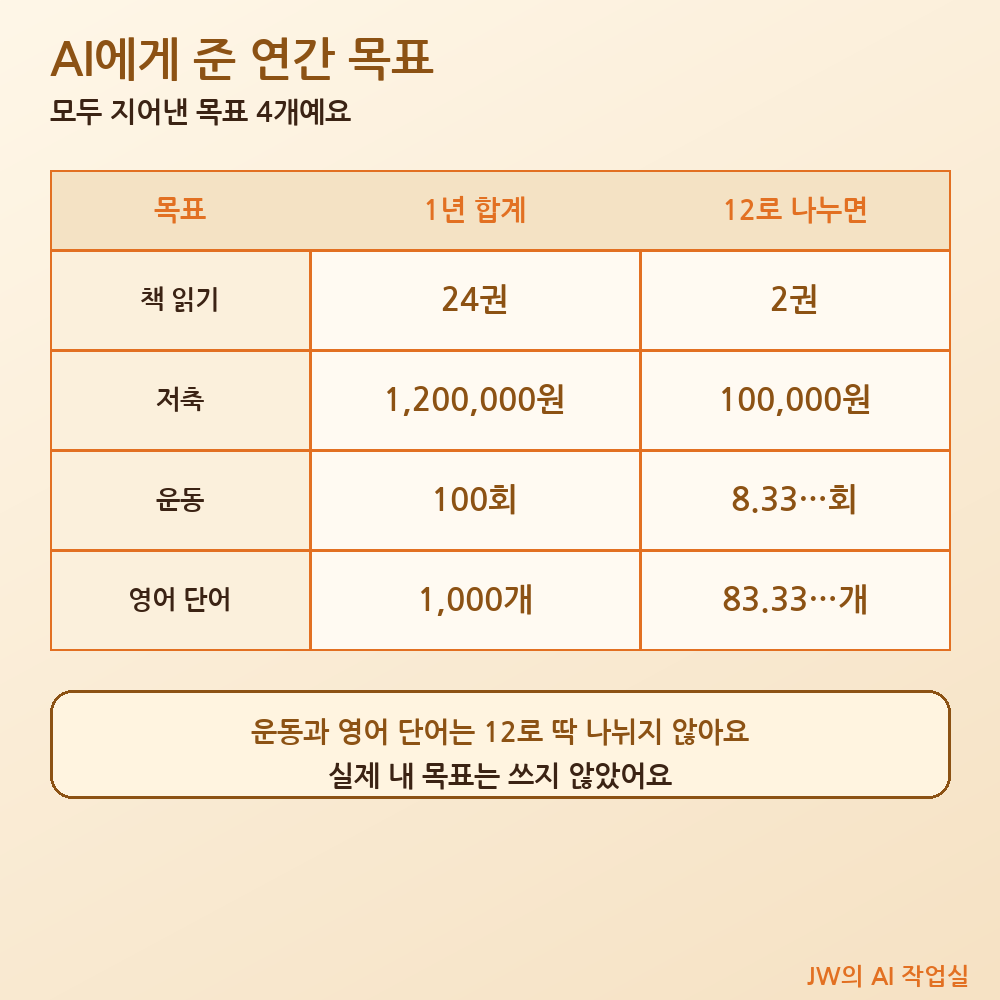 AI에게 준 연간 목표
모두 지어낸 목표 4개예요
목표 1년 합계 12로 나누면
책 읽기 24권 2권
저축 1,200,000원 100,000원
운동 100회 8.33…회
영어 단어 1,000개 83.33…개
운동과 영어 단어는 12로 딱 나뉘지 않아요
실제 내 목표는 쓰지 않았어요
JW의 AI 작업실